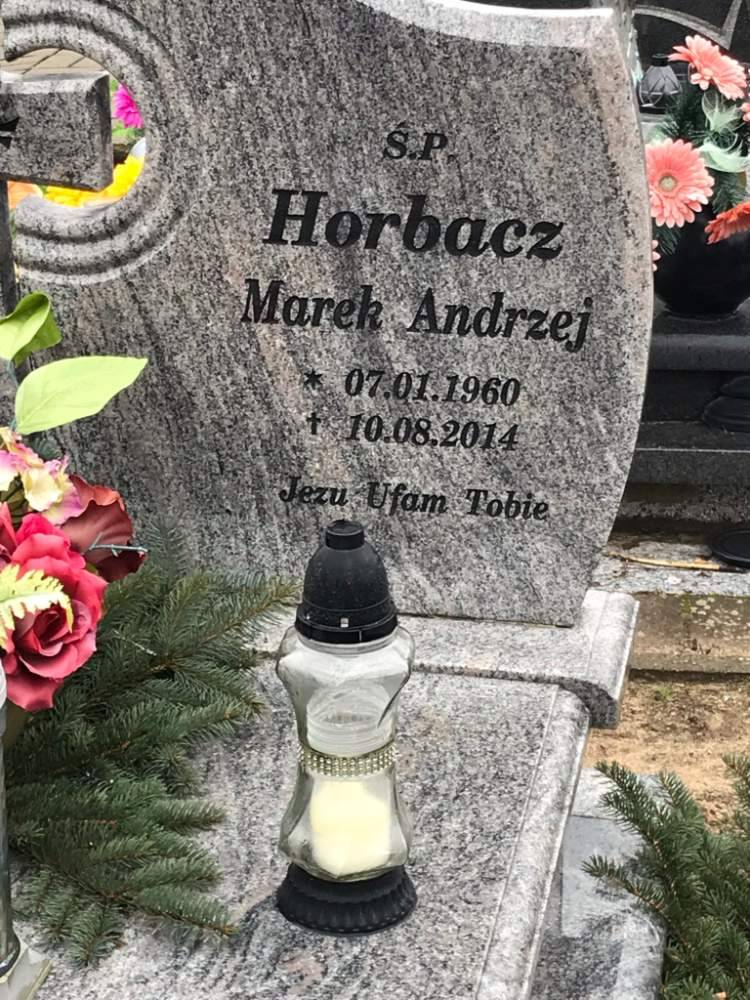 Ś.P.
Horbacz
Marek Andrzej
* 07.01.1960
† 10.08.2014
Jezu Ufam Tobie